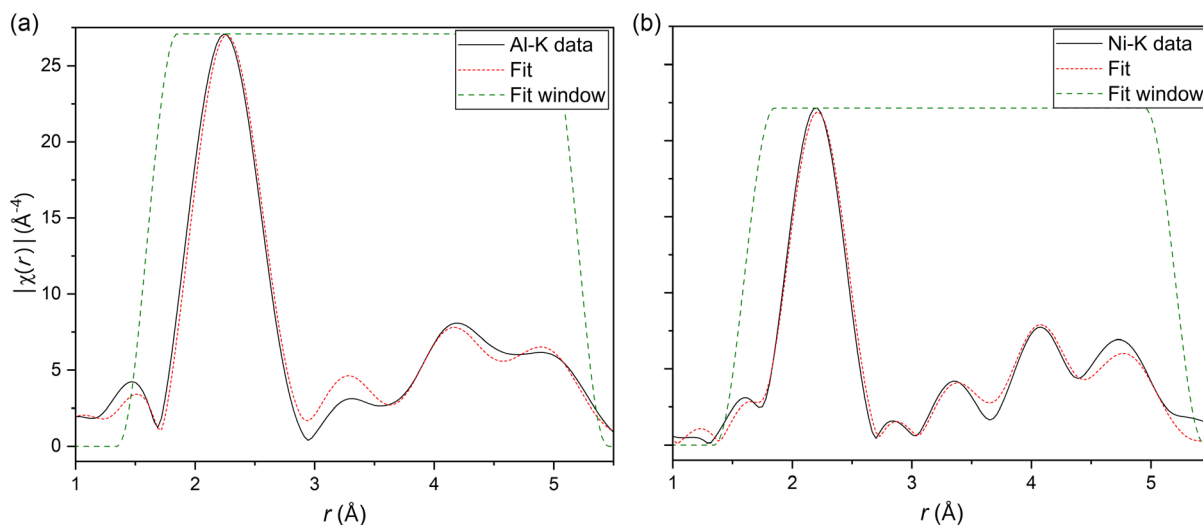 (a)
Al-K data
Fit
Fit window
|χ(r)| (Å⁻⁴)
25
20
15
10
5
0
1 2 3 4 5
r (Å)
(b)
Ni-K data
Fit
Fit window
1 2 3 4 5
r (Å)